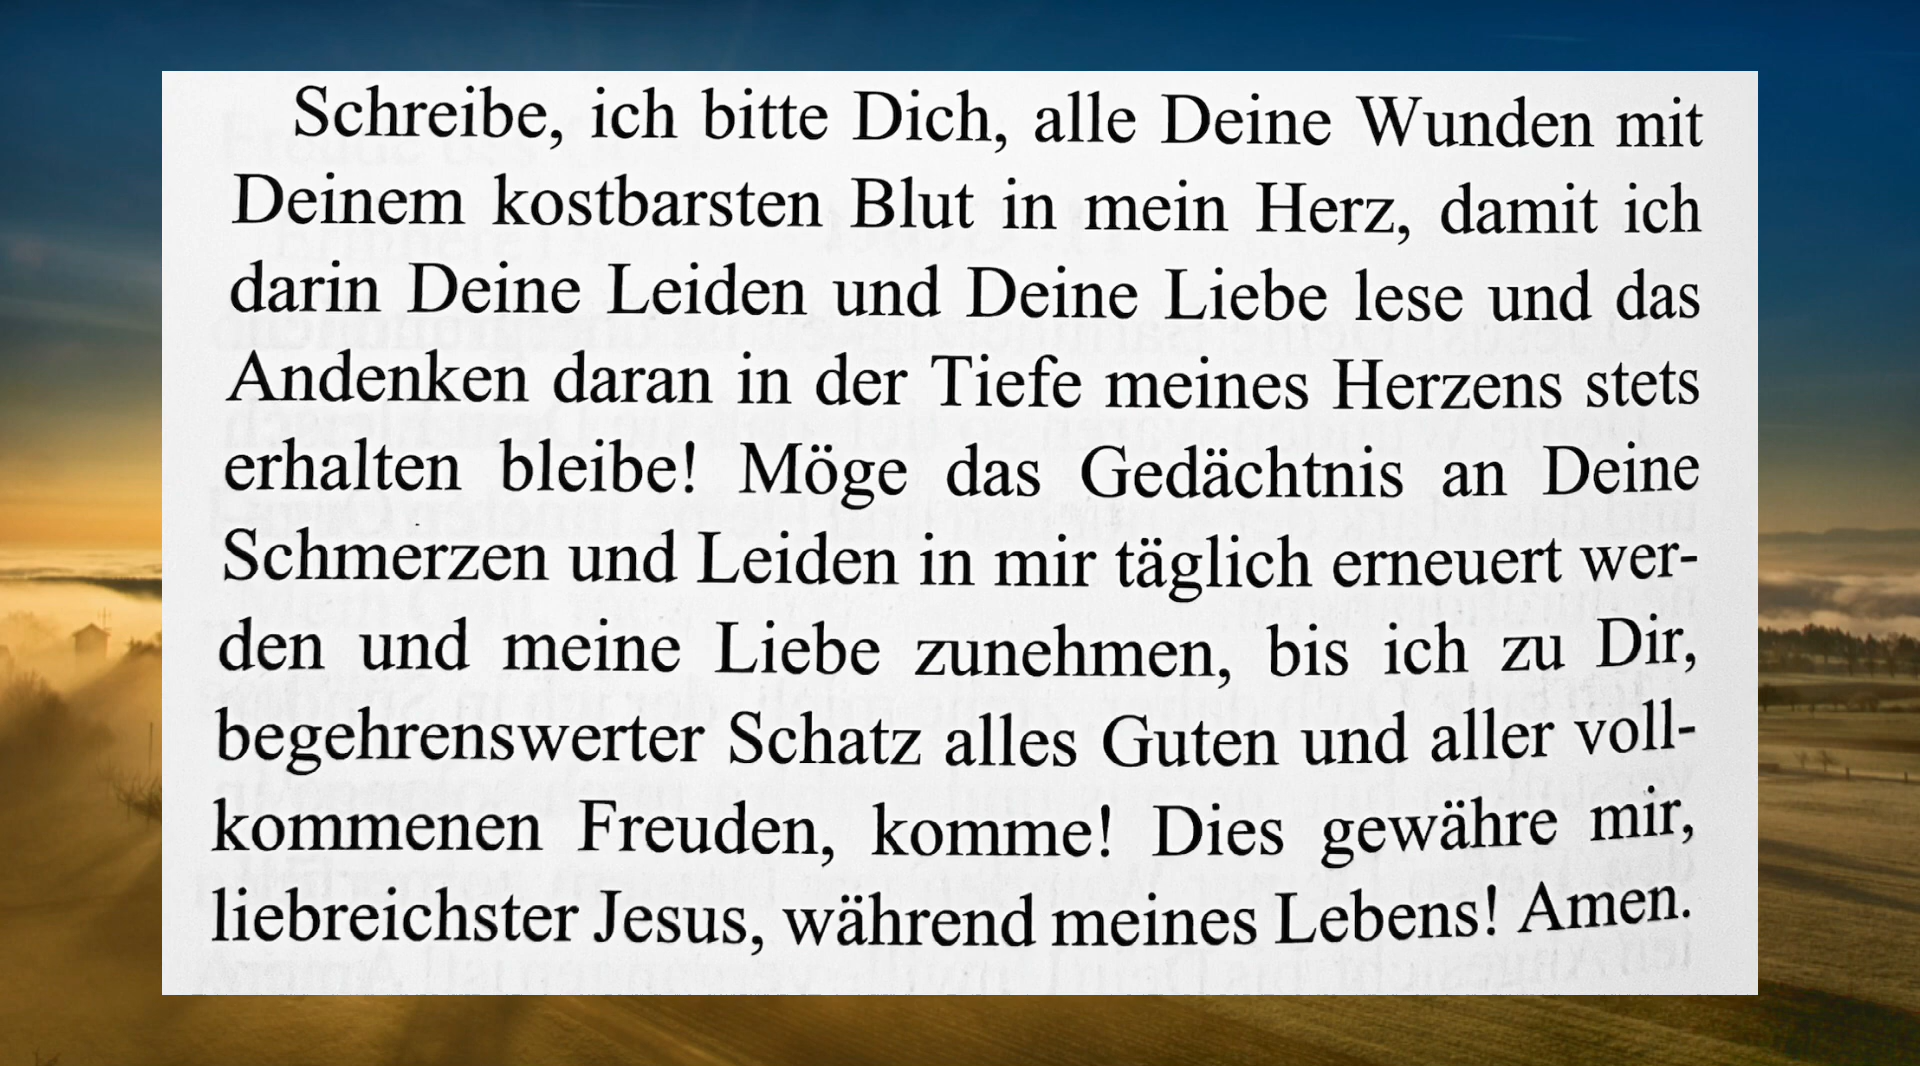 Schreibe, ich bitte Dich, alle Deine Wunden mit
Deinem kostbarsten Blut in mein Herz, damit ich
darin Deine Leiden und Deine Liebe lese und das
Andenken daran in der Tiefe meines Herzens stets
erhalten bleibe! Möge das Gedächtnis an Deine
Schmerzen und Leiden in mir täglich erneuert wer-
den und meine Liebe zunehmen, bis ich zu Dir,
begehrenswerter Schatz alles Guten und aller voll-
kommenen Freuden, komme! Dies gewähre mir,
liebreichster Jesus, während meines Lebens! Amen.